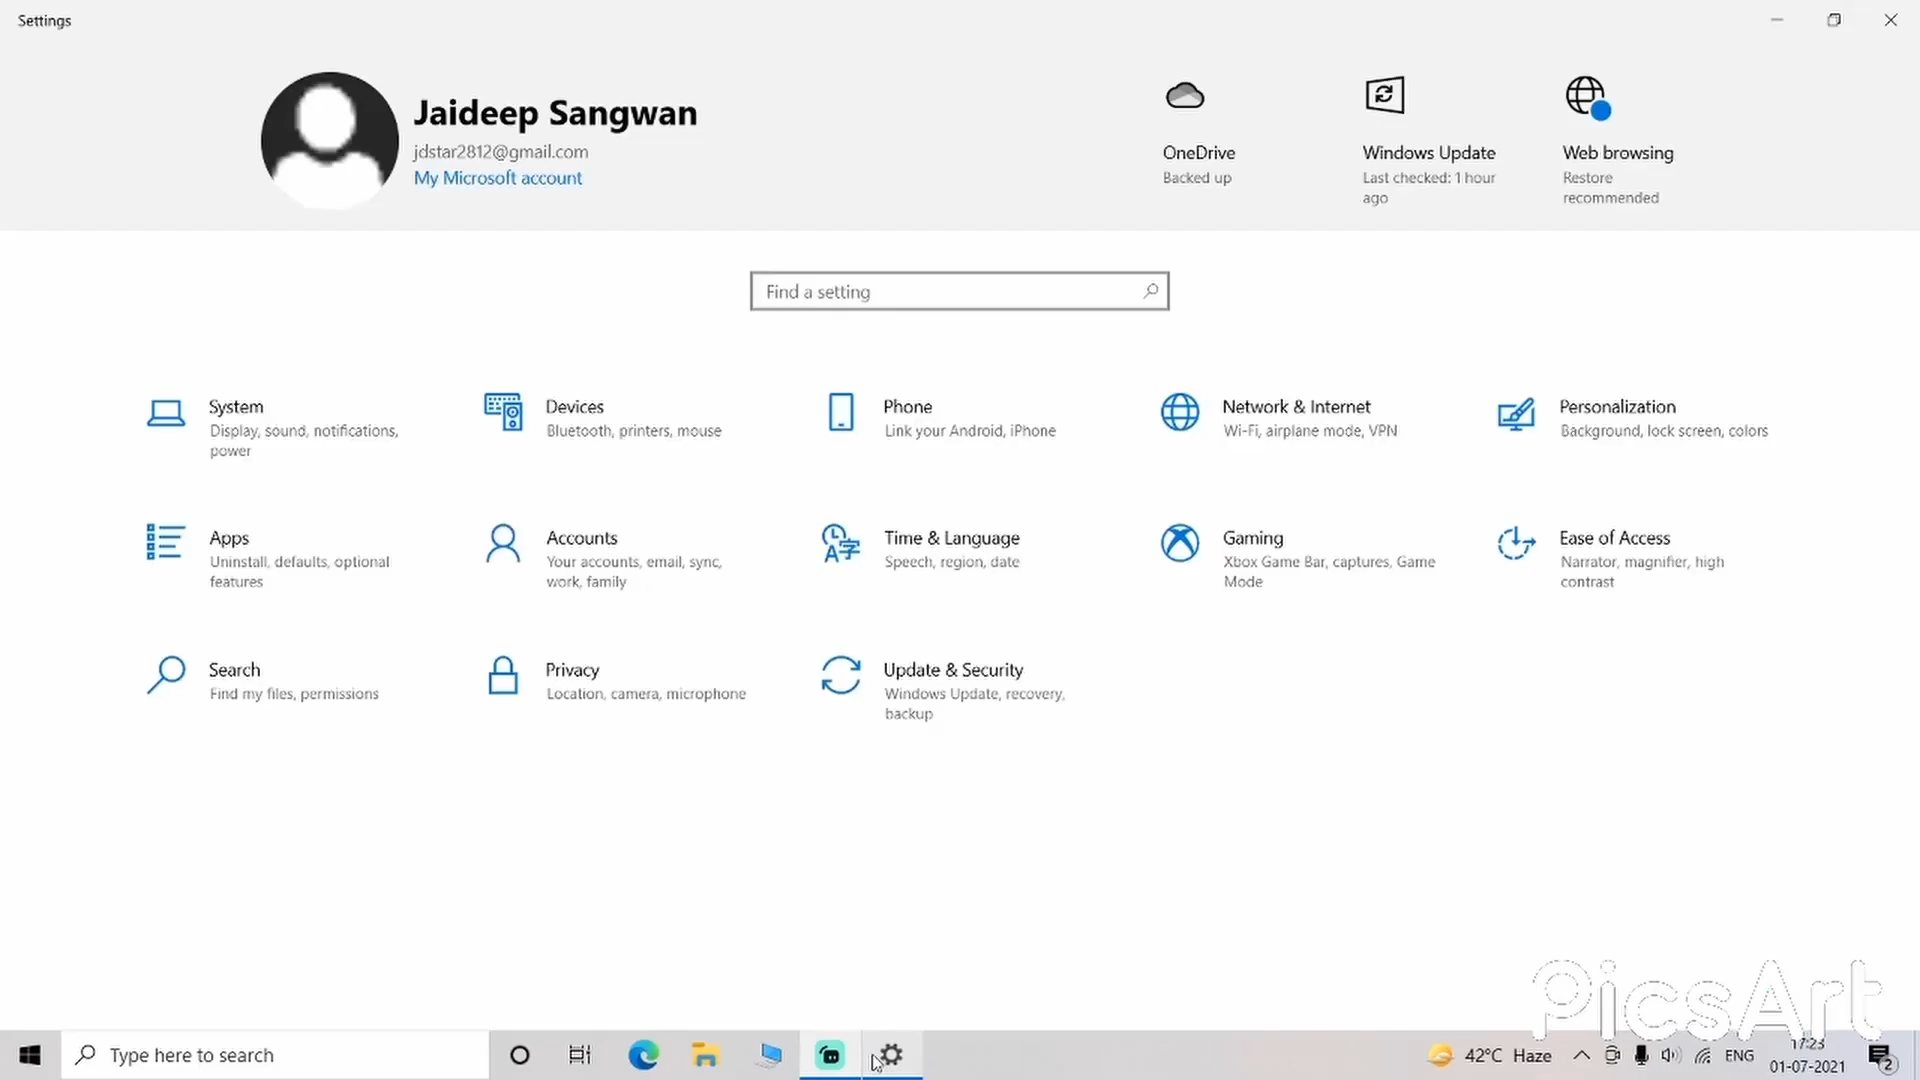 Settings
Jaideep Sangwan
jdstar2812@gmail.com
My Microsoft account
OneDrive
Backed up
Windows Update
Last checked: 1 hour
ago
Web browsing
Restore
recommended
Find a setting
System
Display, sound, notifications,
power
Devices
Bluetooth, printers, mouse
Phone
Link your Android, iPhone
Network & Internet
Wi-Fi, airplane mode, VPN
Personalization
Background, lock screen, colors
Apps
Uninstall, defaults, optional
features
Accounts
Your accounts, email, sync,
work, family
Time & Language
Speech, region, date
Gaming
Xbox Game Bar, captures, Game
Mode
Ease of Access
Narrator, magnifier, high
contrast
Search
Find my files, permissions
Privacy
Location, camera, microphone
Update & Security
Windows Update, recovery,
backup
PicsArt
Type here to search
42°C Haze
ENG
17:23
01-07-2021
2